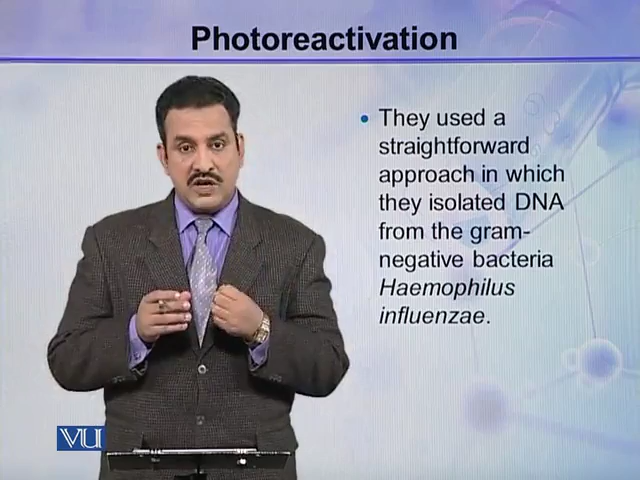 Photoreactivation
• They used a
straightforward
approach in which
they isolated DNA
from the gram-
negative bacteria
Haemophilus
influenzae.
VU